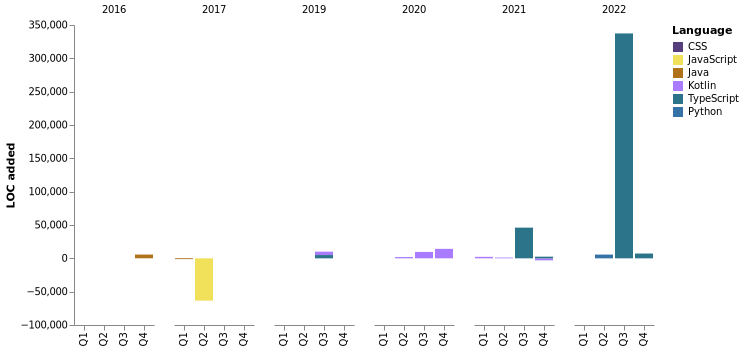 2016 2017 2019 2020 2021 2022
Language
CSS
JavaScript
Java
Kotlin
TypeScript
Python
LOC added
350,000
300,000
250,000
200,000
150,000
100,000
50,000
0
−50,000
−100,000
Q1 Q2 Q3 Q4 Q1 Q2 Q3 Q4 Q1 Q2 Q3 Q4 Q1 Q2 Q3 Q4 Q1 Q2 Q3 Q4 Q1 Q2 Q3 Q4